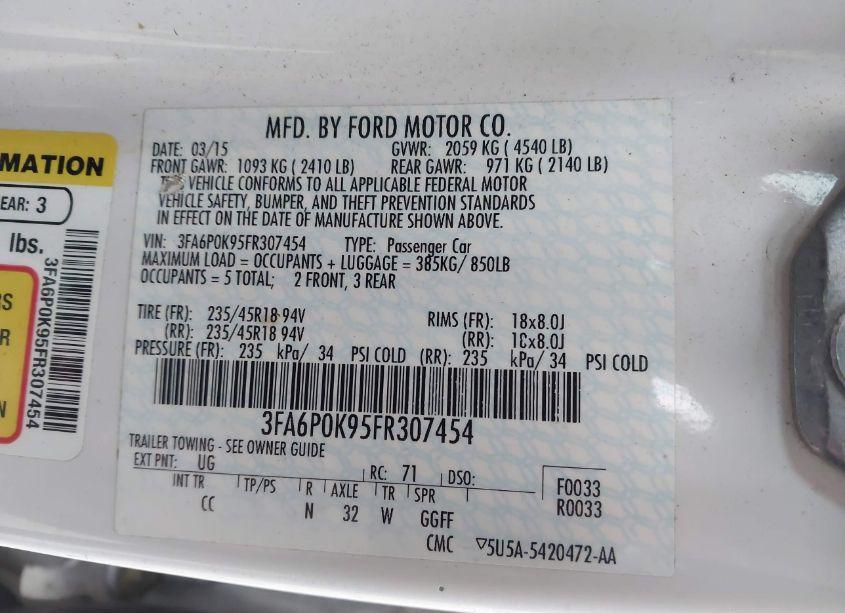 MFD. BY FORD MOTOR CO.
DATE: 03/15 GVWR: 2059 KG ( 4540 LB)
FRONT GAWR: 1093 KG ( 2410 LB) REAR GAWR: 971 KG ( 2140 LB)
VEHICLE CONFORMS TO ALL APPLICABLE FEDERAL MOTOR
VEHICLE SAFETY, BUMPER, AND THEFT PREVENTION STANDARDS
IN EFFECT ON THE DATE OF MANUFACTURE SHOWN ABOVE.
VIN: 3FA6P0K95FR307454 TYPE: Passenger Car
MAXIMUM LOAD = OCCUPANTS + LUGGAGE = 385KG/ 850LB
OCCUPANTS = 5 TOTAL; 2 FRONT, 3 REAR
TIRE (FR): 235/45R18 94V RIMS (FR): 18x8.0J
(RR): 235/45R18 94V (RR): 18x8.0J
PRESSURE (FR): 235 kPa/ 34 PSI COLD (RR): 235 kPa/ 34 PSI COLD
3FA6P0K95FR307454
TRAILER TOWING - SEE OWNER GUIDE
EXT PNT: UG RC: 71 DSO: F0033
INT TR TP/PS R AXLE TR SPR R0033
CC N 32 W GGFF
CMC ▽5U5A-5420472-AA
MATION
EAR: 3
lbs.
3FA6P0K95FR307454
RS
R
N